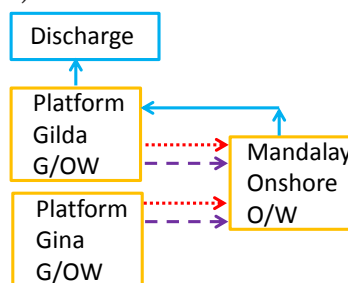 Discharge
Platform
Gilda
G/OW
Mandalay
Onshore
O/W
Platform
Gina
G/OW